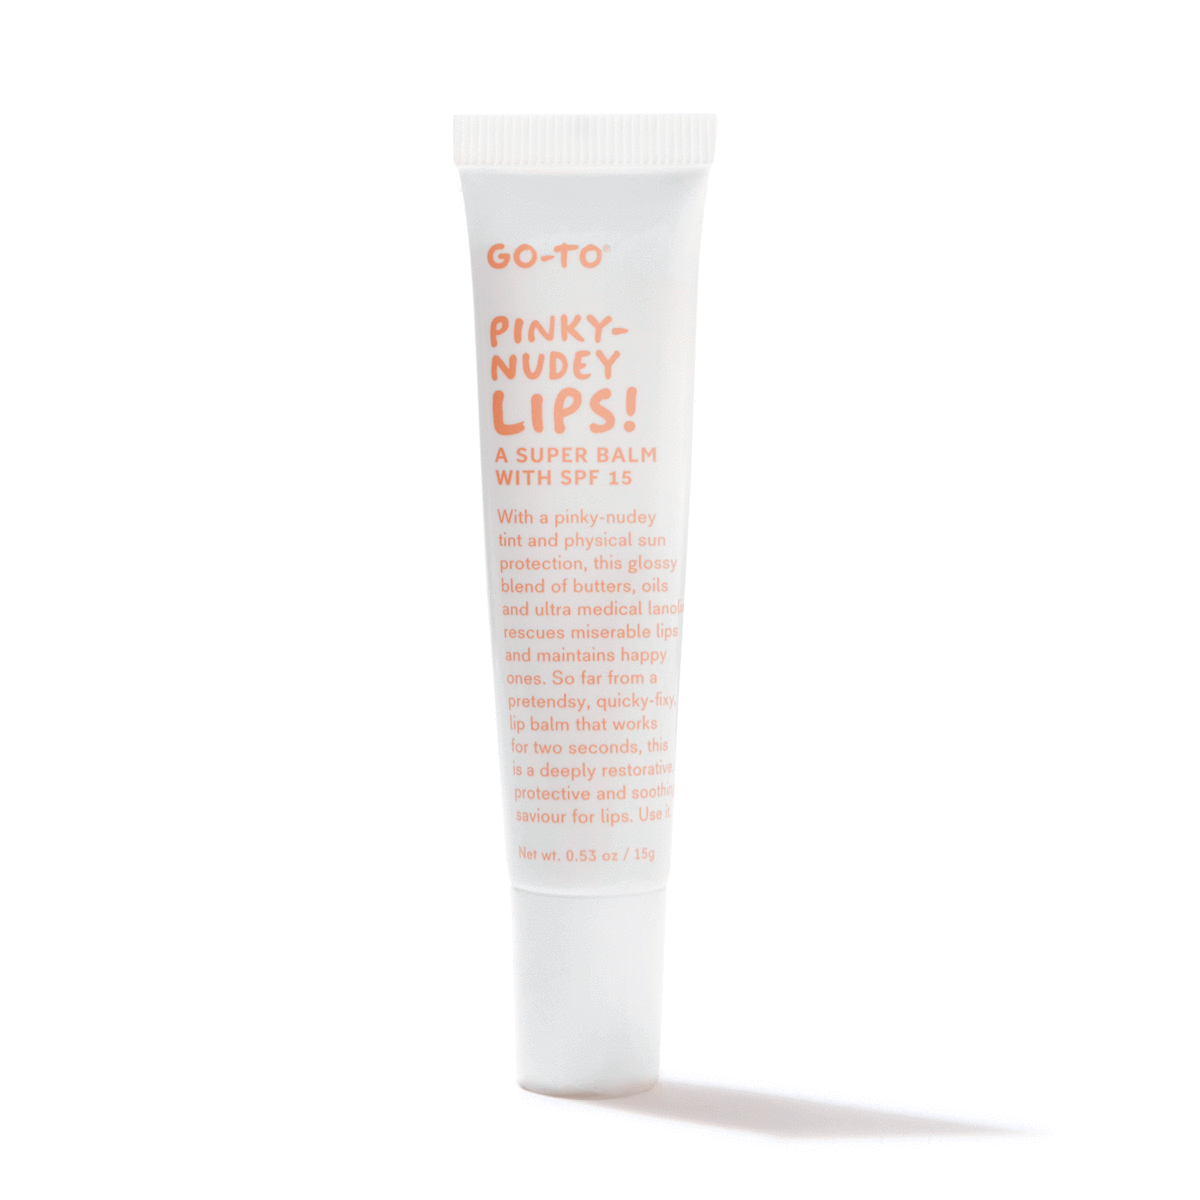 GO-TO®
PINKY-
NUDEY
LIPS!
A SUPER BALM
WITH SPF 15
With a pinky-nudey
tint and physical sun
protection, this glossy
blend of butters, oils
and ultra medical lanolin
rescues miserable lips
and maintains happy
ones. So far from a
pretendsy, quicky-fixy,
lip balm that works
for two seconds, this
is a deeply restorative,
protective and soothing
saviour for lips. Use it.
Net wt. 0.53 oz / 15g